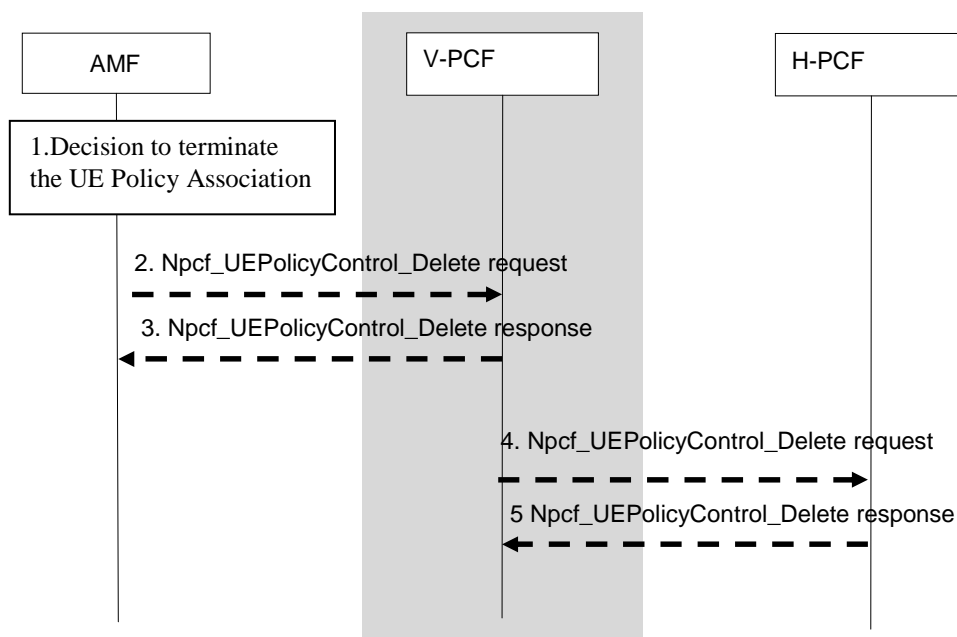 AMF
V-PCF
H-PCF
1.Decision to terminate
the UE Policy Association
2. Npcf_UEPolicyControl_Delete request
3. Npcf_UEPolicyControl_Delete response
4. Npcf_UEPolicyControl_Delete request
5 Npcf_UEPolicyControl_Delete response